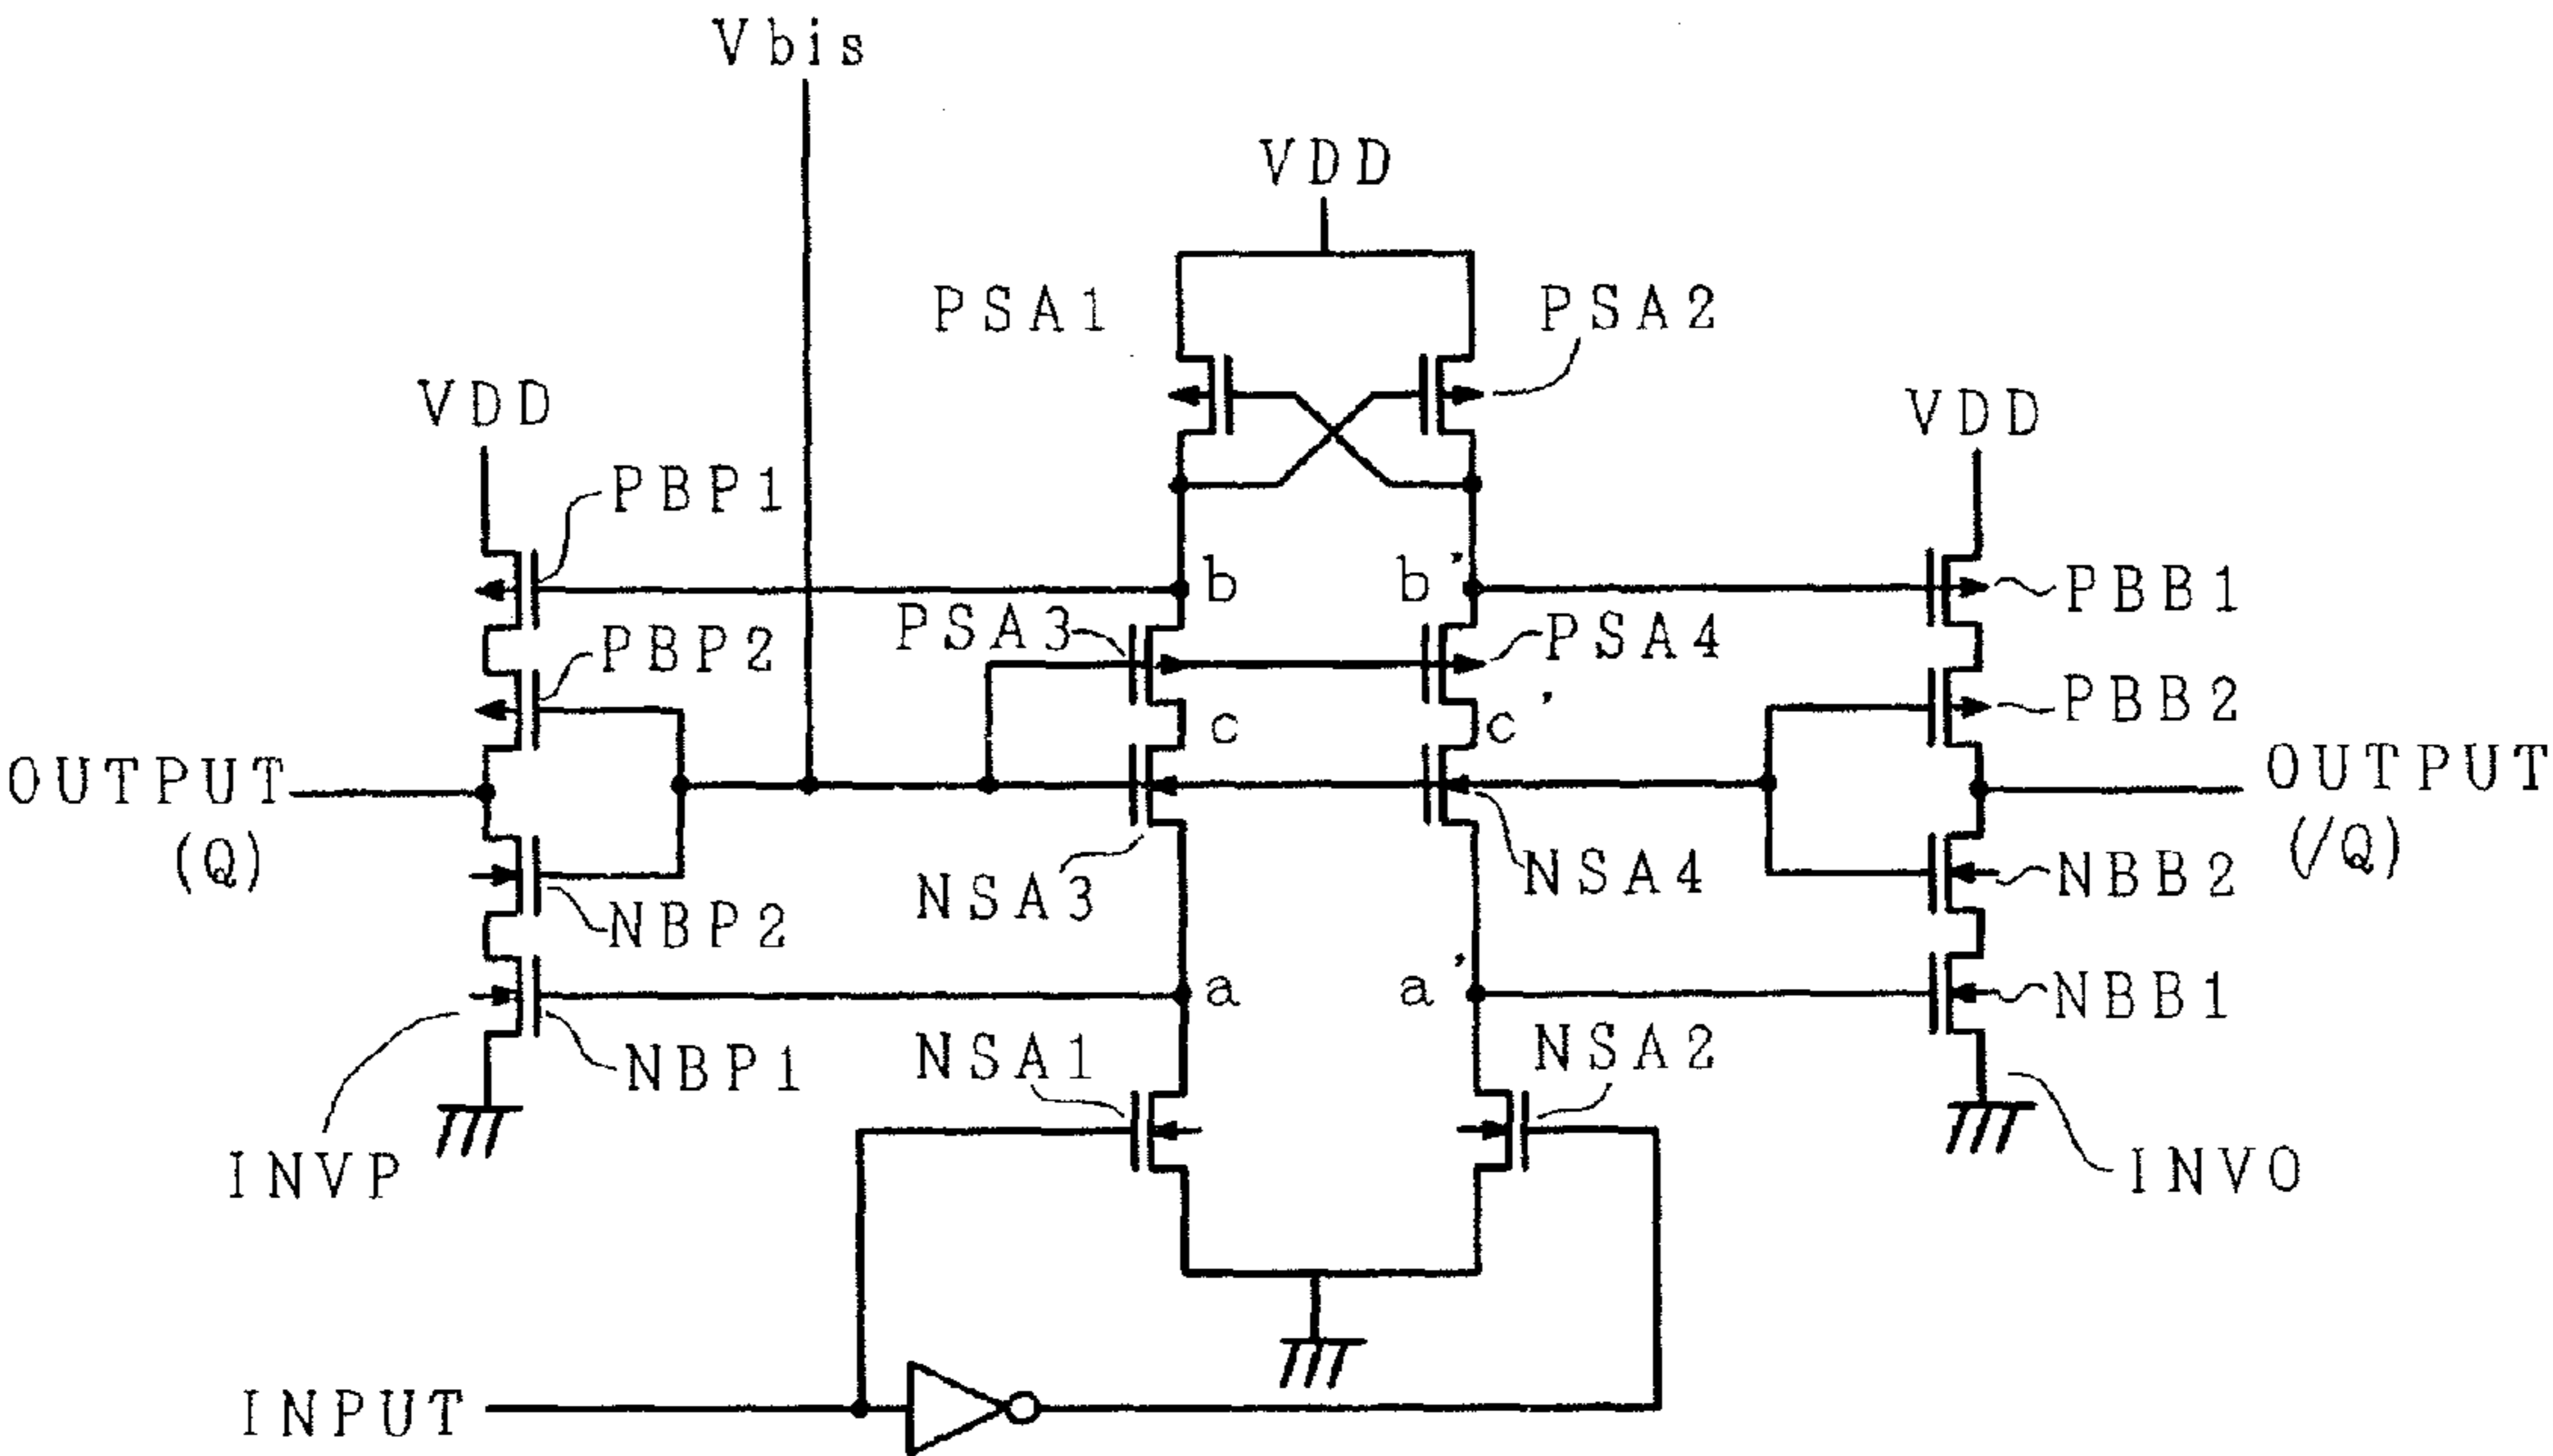 Vbis
VDD
PSA1
PSA2
VDD
VDD
PBP1
b
b'
PBB1
PSA3
PSA4
PBP2
PBB2
c
c'
OUTPUT
(Q)
OUTPUT
(/Q)
NSA3
NSA4
NBB2
NBP2
a
a'
NBB1
NBP1
NSA1
NSA2
INVP
INVO
INPUT